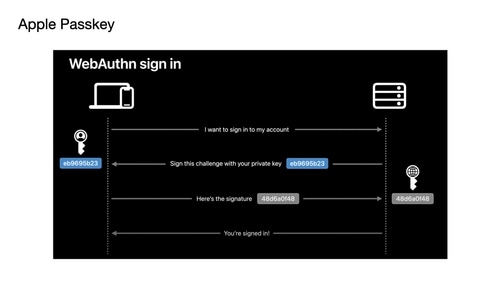 Apple Passkey
WebAuthn sign in
I want to sign in to my account
eb9695b23
Sign this challenge with your private key eb9695b23
Here's the signature 48d6a0f48
48d6a0f48
You're signed in!